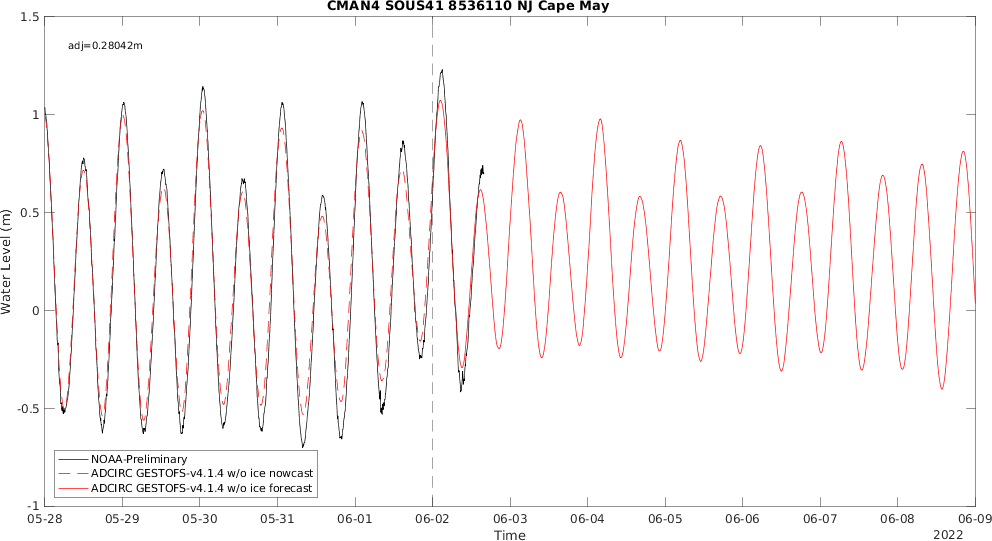 CMAN4 SOUS41 8536110 NJ Cape May
1.5
adj=0.28042m
1
0.5
Water Level (m)
0
-0.5
NOAA-Preliminary
ADCIRC GESTOFS-v4.1.4 w/o ice nowcast
ADCIRC GESTOFS-v4.1.4 w/o ice forecast
-1
05-28 05-29 05-30 05-31 06-01 06-02 06-03 06-04 06-05 06-06 06-07 06-08 06-09
Time
2022